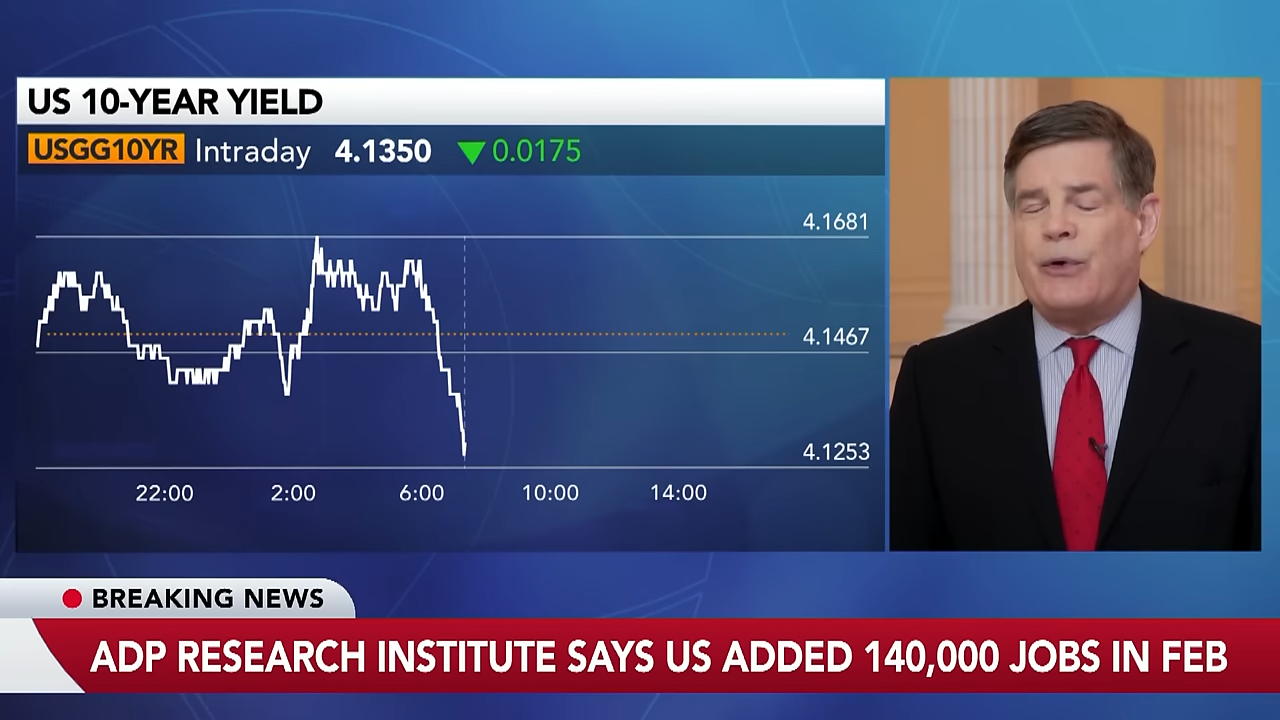 US 10-YEAR YIELD
USGG10YR Intraday 4.1350 ▼0.0175
4.1681
4.1467
4.1253
22:00 2:00 6:00 10:00 14:00
BREAKING NEWS
ADP RESEARCH INSTITUTE SAYS US ADDED 140,000 JOBS IN FEB